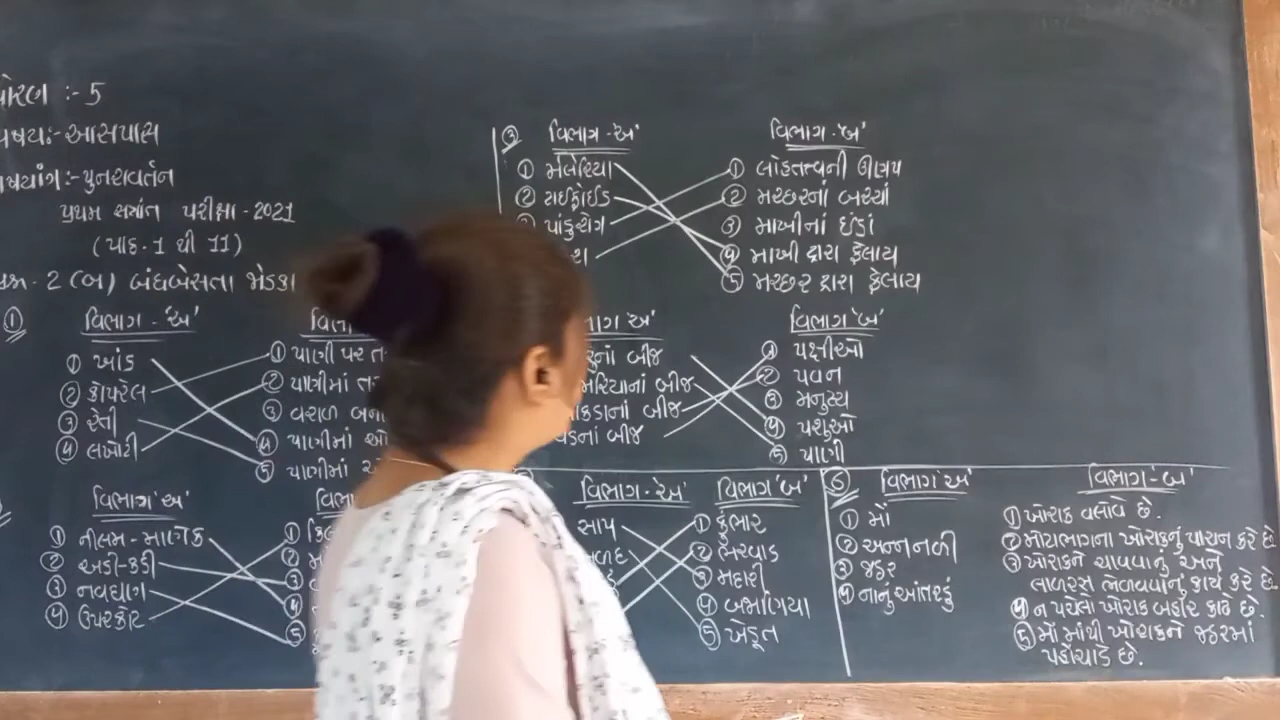 ધોરણ :- 5
વિષય:- આસપાસ
વિષયાંગ:- પુનરાવર્તન
પ્રથમ સત્રાંત પરીક્ષા - 2021
(પાઠ - 1 થી 11)
પ્રશ્ન - 2 (બ) બંધબેસતા જોડકા
① વિભાગ - 'અ'
① ખાંડ
② કોપરેલ
③ રેતી
④ લખોટી
① પાણી પર
② પાણીમાં
③ વરાળ
④ પાણીમાં
⑤ પાણીમાં
વિભાગ 'અ'
① નીલમ - માણેક
② અડી - કડી
③ નવઘણ
④ ઉપરકોટ
③ વિભાગ - 'અ' વિભાગ - 'બ'
① મેલેરિયા ① લોહતત્વની ઊણપ
② ટાઈફોઈડ ② મચ્છરનાં બચ્ચાં
③ પાંડુરોગ ③ માખીનાં ઈંડાં
④ માખી દ્વારા ફેલાય
⑤ મચ્છર દ્વારા ફેલાય
વિભાગ 'અ' વિભાગ 'બ'
બીજ ① પક્ષીઓ
બીજ ② પવન
બીજ ③ મનુષ્ય
બીજ ④ પશુઓ
⑤ પાણી
વિભાગ - 'અ' વિભાગ 'બ'
સાપ ① કુંભાર
② ભરવાડ
③ મદારી
④ બજાણિયા
⑤ ખેડૂત
⑥ વિભાગ 'અ' વિભાગ - 'બ'
① મોં ① ખોરાક વલોવે છે.
② અન્નનળી ② મોટાભાગના ખોરાકનું પાચન કરે છે
③ જઠર ③ ખોરાકને ચાવવાનું અને
લાળરસ ભેળવવાનું કાર્ય કરે છે
④ નાનું આંતરડું ④ ન પચેલો ખોરાક બહાર કાઢે છે.
⑤ મોં માંથી ખોરાકને જઠરમાં
પહોંચાડે છે.